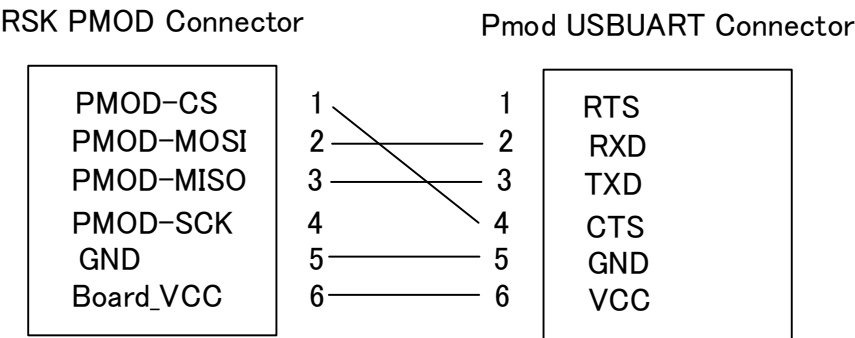 RSK PMOD Connector Pmod USBUART Connector
PMOD-CS 1 1 RTS
PMOD-MOSI 2 2 RXD
PMOD-MISO 3 3 TXD
PMOD-SCK 4 4 CTS
GND 5 5 GND
Board_VCC 6 6 VCC